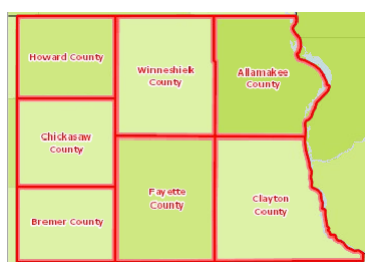 Howard County
Winneshiek
County
Allamakee
County
Chickasaw
County
Fayette
County
Clayton
County
Bremer County